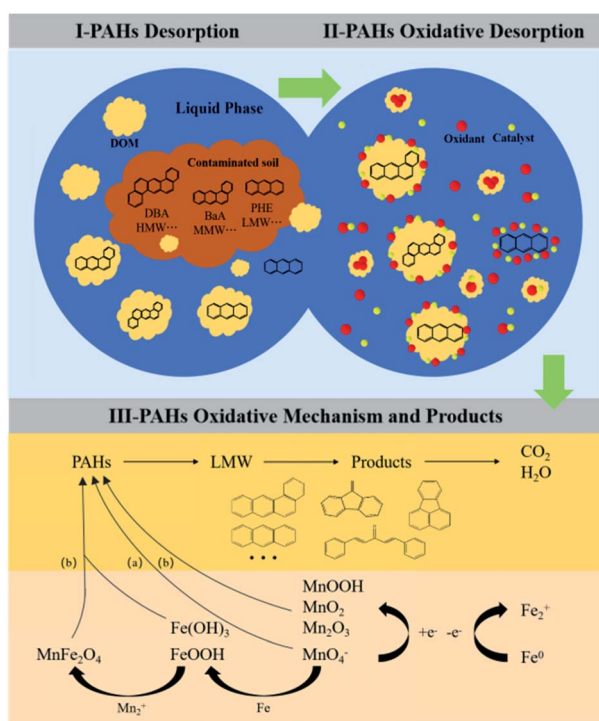 I-PAHs Desorption
II-PAHs Oxidative Desorption
Liquid Phase
DOM
Contaminated soil
DBA
HMW···
BaA
MMW···
PHE
LMW···
Oxidant
Catalyst
III-PAHs Oxidative Mechanism and Products
PAHs
LMW
Products
CO₂
H₂O
• • •
(b)
(a)
(b)
MnOOH
MnO₂
Mn₂O₃
MnO₄⁻
Fe(OH)₃
FeOOH
MnFe₂O₄
+e⁻ -e⁻
Fe₂⁺
Fe⁰
Mn₂⁺
Fe